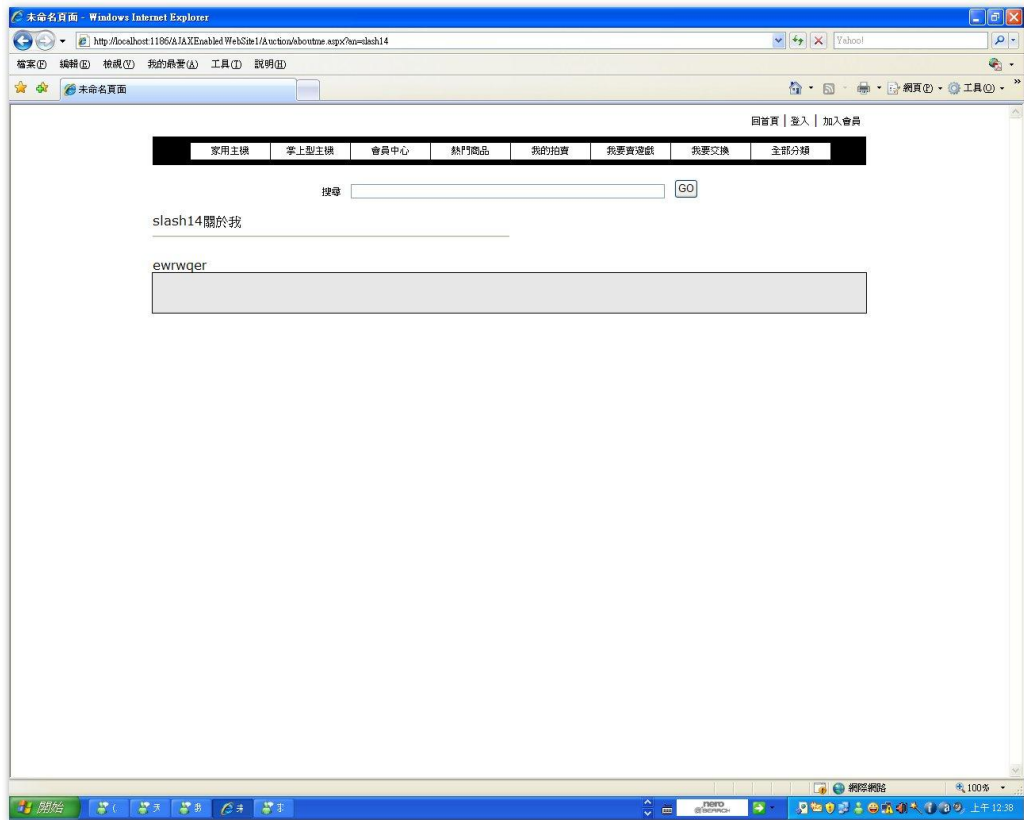 未命名頁面 - Windows Internet Explorer
http://localhost:1186/AJAXEnabledWebSite1/Auction/aboutme.aspx?an=slash14
Yahoo!
檔案(F) 編輯(E) 檢視(V) 我的最愛(A) 工具(T) 說明(H)
未命名頁面
網頁(P) 工具(O)
回首頁 | 登入 | 加入會員
家用主機 掌上型主機 會員中心 熱門商品 我的拍賣 我要賣遊戲 我要交換 全部分類
搜尋 GO
slash14關於我
ewrwqer
網際網路 100%
開始 nero SEARCH 上午 12:38